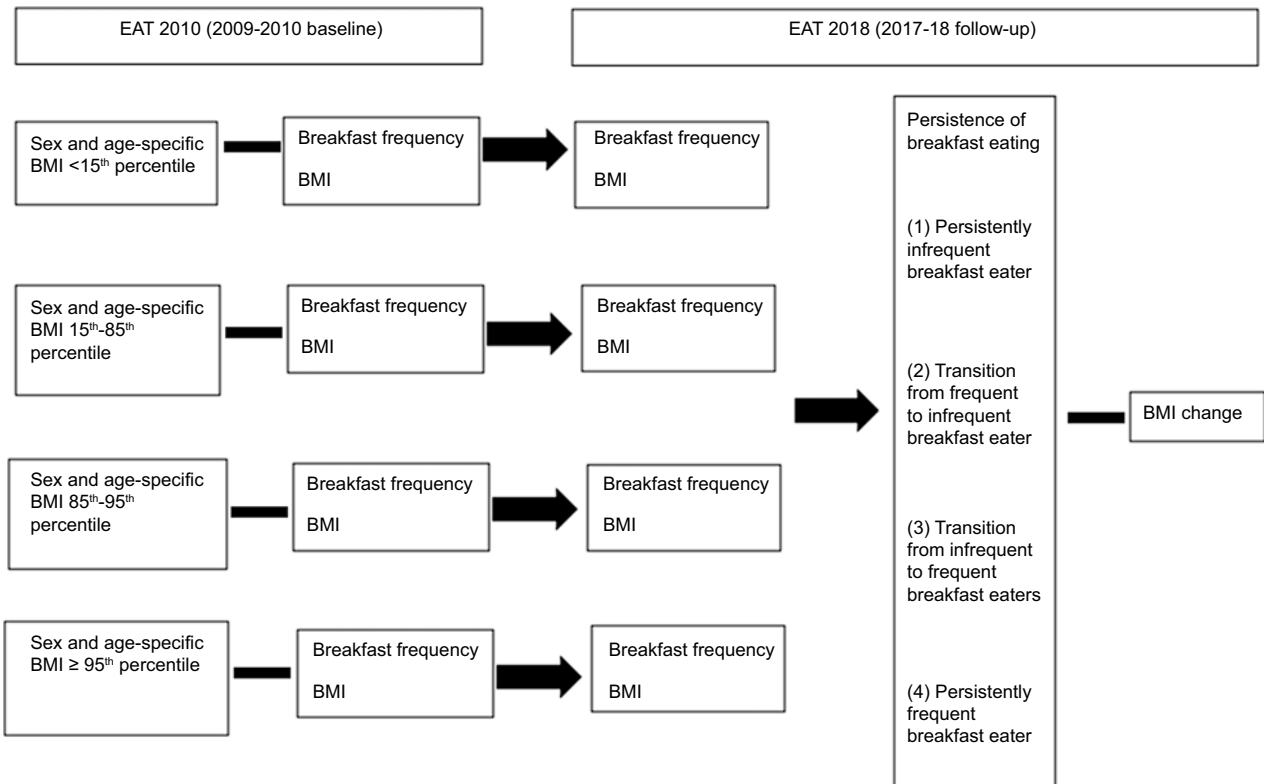 EAT 2010 (2009-2010 baseline)
EAT 2018 (2017-18 follow-up)
Sex and age-specific
BMI <15th percentile
Breakfast frequency
BMI
Breakfast frequency
BMI
Sex and age-specific
BMI 15th-85th
percentile
Breakfast frequency
BMI
Breakfast frequency
BMI
Sex and age-specific
BMI 85th-95th
percentile
Breakfast frequency
BMI
Breakfast frequency
BMI
Sex and age-specific
BMI ≥ 95th percentile
Breakfast frequency
BMI
Breakfast frequency
BMI
Persistence of
breakfast eating
(1) Persistently
infrequent
breakfast eater
(2) Transition
from frequent
to infrequent
breakfast eater
(3) Transition
from infrequent
to frequent
breakfast eaters
(4) Persistently
frequent
breakfast eater
BMI change